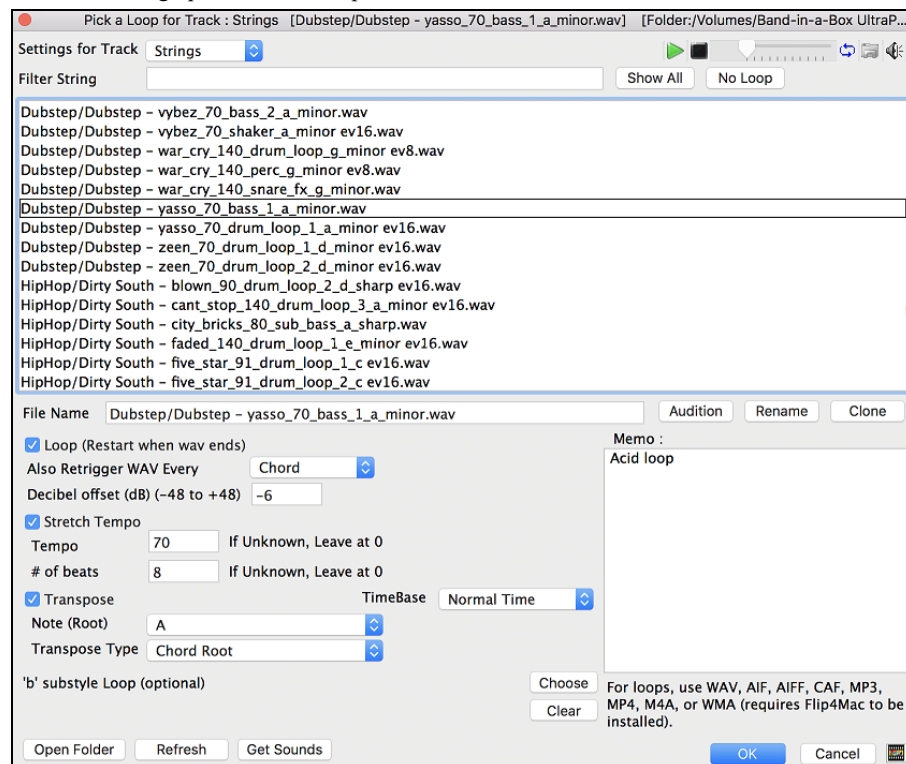 Pick a Loop for Track : Strings [Dubstep/Dubstep - yasso_70_bass_1_a_minor.wav] [Folder:/Volumes/Band-in-a-Box UltraP...
Settings for Track Strings
Filter String Show All No Loop
Dubstep/Dubstep - vybez_70_bass_2_a_minor.wav
Dubstep/Dubstep - vybez_70_shaker_a_minor ev16.wav
Dubstep/Dubstep - war_cry_140_drum_loop_g_minor ev8.wav
Dubstep/Dubstep - war_cry_140_perc_g_minor ev8.wav
Dubstep/Dubstep - war_cry_140_snare_fx_g_minor.wav
Dubstep/Dubstep - yasso_70_bass_1_a_minor.wav
Dubstep/Dubstep - yasso_70_drum_loop_1_a_minor ev16.wav
Dubstep/Dubstep - zeen_70_drum_loop_1_d_minor ev16.wav
Dubstep/Dubstep - zeen_70_drum_loop_2_d_minor ev16.wav
HipHop/Dirty South - blown_90_drum_loop_2_d_sharp ev16.wav
HipHop/Dirty South - cant_stop_140_drum_loop_3_a_minor ev16.wav
HipHop/Dirty South - city_bricks_80_sub_bass_a_sharp.wav
HipHop/Dirty South - faded_140_drum_loop_1_e_minor ev16.wav
HipHop/Dirty South - five_star_91_drum_loop_1_c ev16.wav
HipHop/Dirty South - five_star_91_drum_loop_2_c ev16.wav
File Name Dubstep/Dubstep - yasso_70_bass_1_a_minor.wav Audition Rename Clone
Loop (Restart when wav ends) Memo :
Also Retrigger WAV Every Chord Acid loop
Decibel offset (dB) (-48 to +48) -6
Stretch Tempo
Tempo 70 If Unknown, Leave at 0
# of beats 8 If Unknown, Leave at 0
Transpose TimeBase Normal Time
Note (Root) A
Transpose Type Chord Root
'b' substyle Loop (optional) Choose
Clear
For loops, use WAV, AIF, AIFF, CAF, MP3,
MP4, M4A, or WMA (requires Flip4Mac to be
installed).
Open Folder Refresh Get Sounds OK Cancel